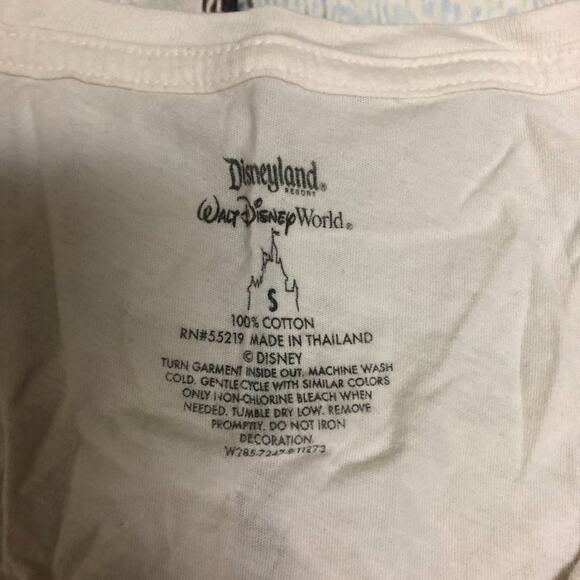 Disneyland®
RESORT
WALT DISNEY World®
S
100% COTTON
RN#55219 MADE IN THAILAND
© DISNEY
TURN GARMENT INSIDE OUT. MACHINE WASH
COLD. GENTLE CYCLE WITH SIMILAR COLORS
ONLY NON-CHLORINE BLEACH WHEN
NEEDED. TUMBLE DRY LOW. REMOVE
PROMPTLY. DO NOT IRON
DECORATION.